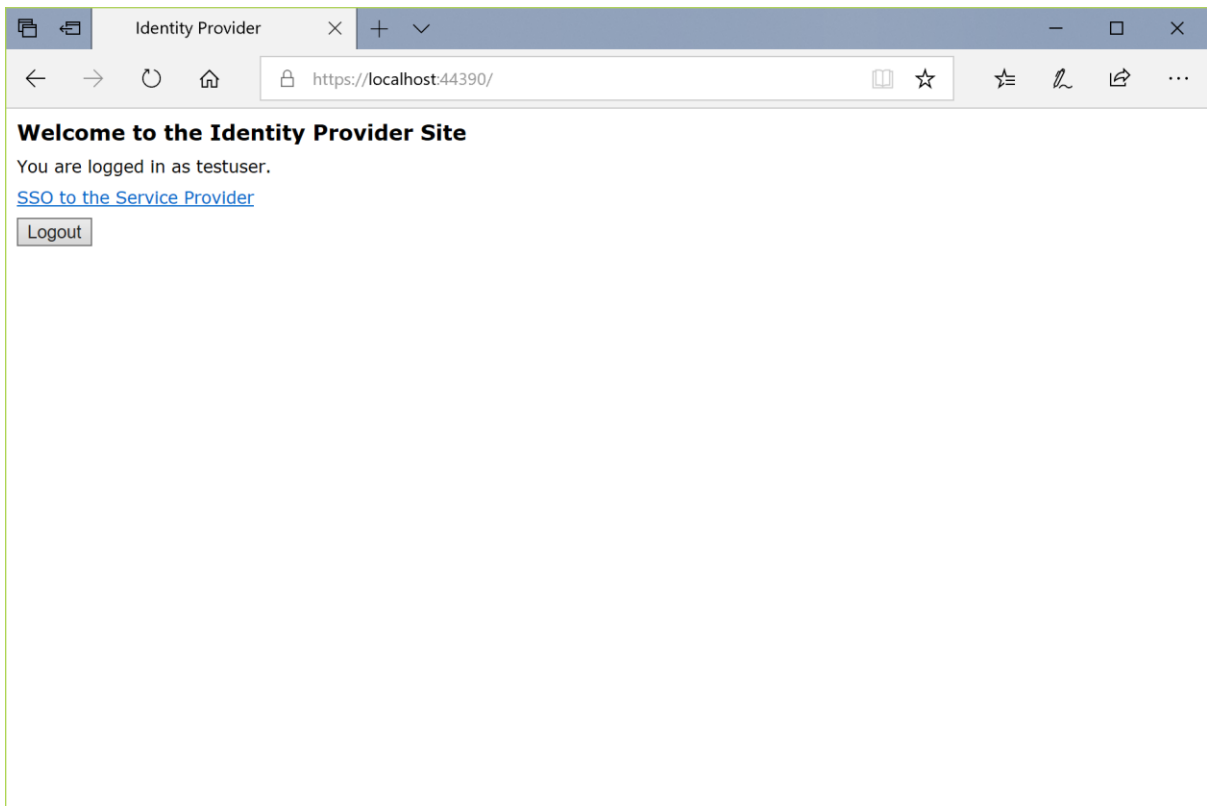 Identity Provider
https://localhost:44390/
Welcome to the Identity Provider Site
You are logged in as testuser.
SSO to the Service Provider
Logout